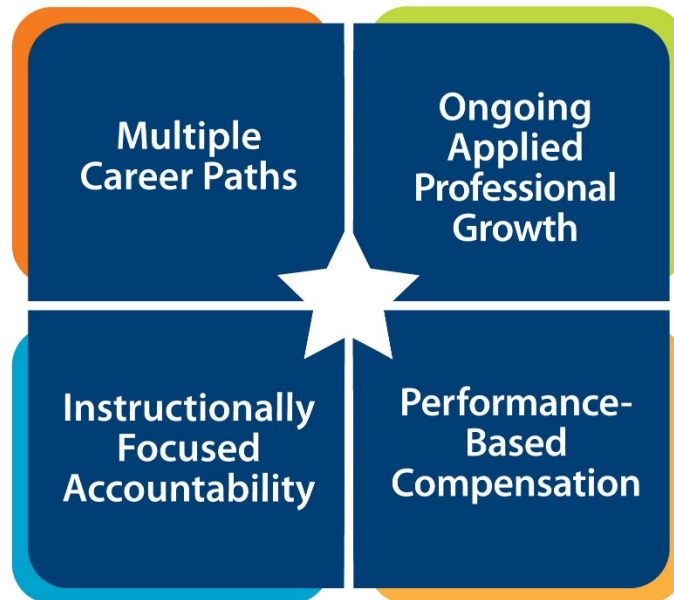 Multiple
Career Paths
Ongoing
Applied
Professional
Growth
Instructionally
Focused
Accountability
Performance-
Based
Compensation